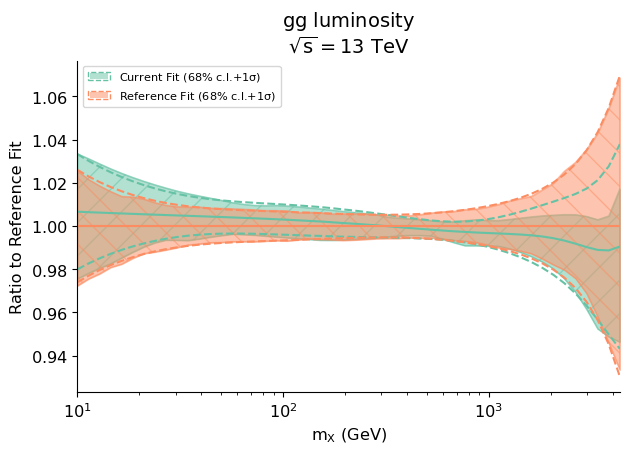 gg luminosity
√s = 13 TeV
Current Fit (68% c.l.+1σ)
Reference Fit (68% c.l.+1σ)
Ratio to Reference Fit
1.06
1.04
1.02
1.00
0.98
0.96
0.94
10¹ 10² 10³
m_X (GeV)